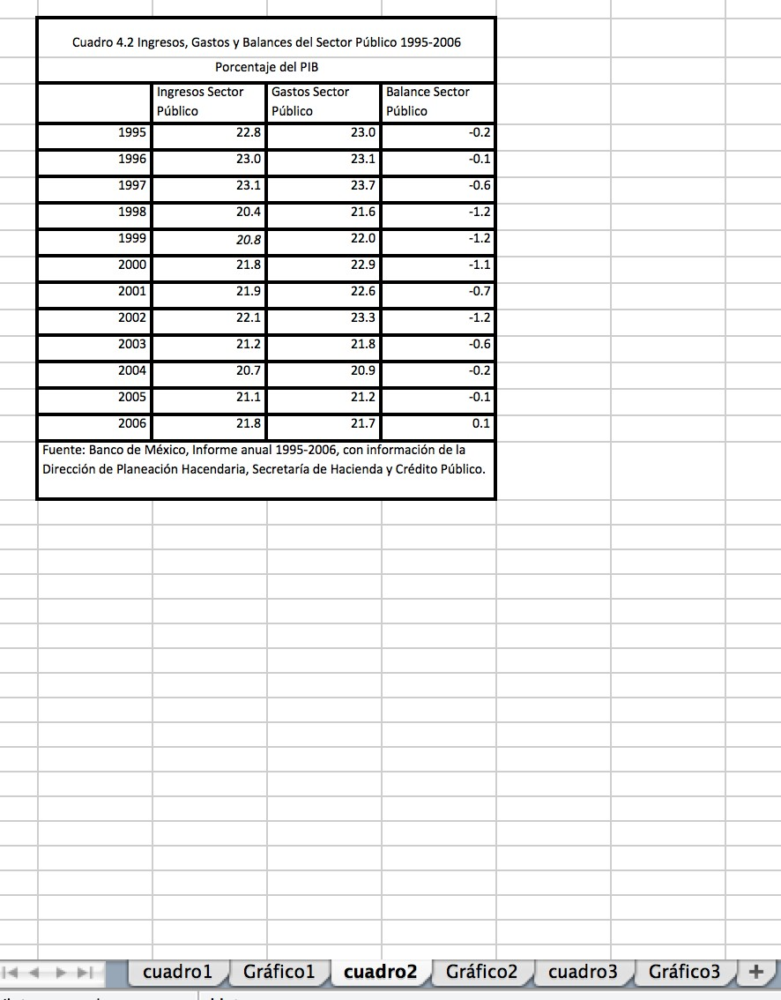 Cuadro 4.2 Ingresos, Gastos y Balances del Sector Público 1995-2006
Porcentaje del PIB
Ingresos Sector Público Gastos Sector Público Balance Sector Público
1995 22.8 23.0 -0.2
1996 23.0 23.1 -0.1
1997 23.1 23.7 -0.6
1998 20.4 21.6 -1.2
1999 20.8 22.0 -1.2
2000 21.8 22.9 -1.1
2001 21.9 22.6 -0.7
2002 22.1 23.3 -1.2
2003 21.2 21.8 -0.6
2004 20.7 20.9 -0.2
2005 21.1 21.2 -0.1
2006 21.8 21.7 0.1
Fuente: Banco de México, Informe anual 1995-2006, con información de la
Dirección de Planeación Hacendaria, Secretaría de Hacienda y Crédito Público.
cuadro1 Gráfico1 cuadro2 Gráfico2 cuadro3 Gráfico3 +